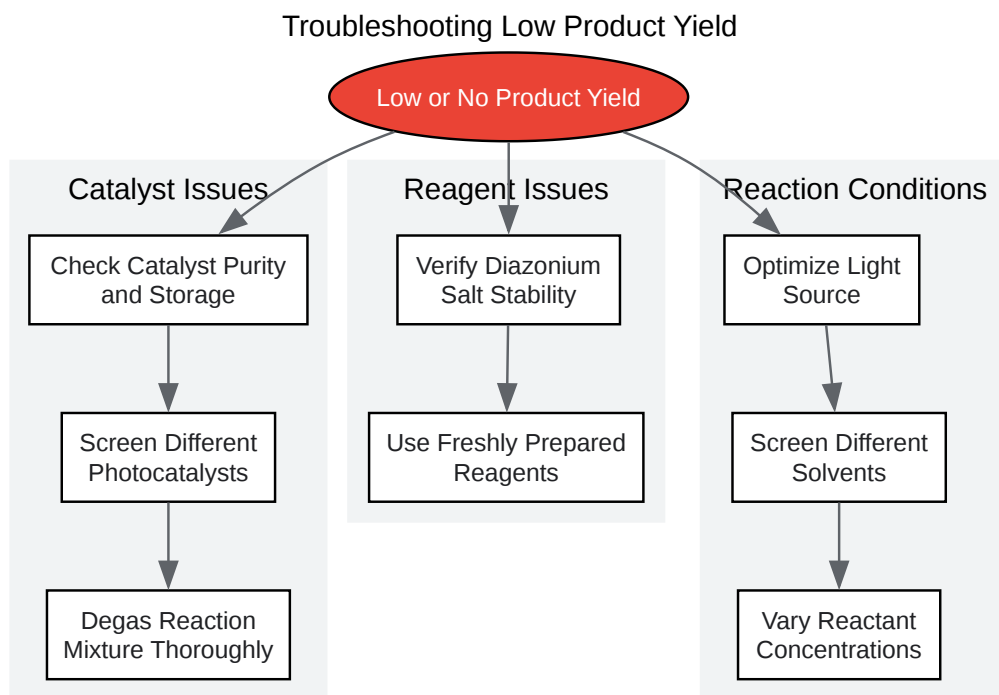 Troubleshooting Low Product Yield
Low or No Product Yield
Catalyst Issues
Check Catalyst Purity
and Storage
Screen Different
Photocatalysts
Degas Reaction
Mixture Thoroughly
Reagent Issues
Verify Diazonium
Salt Stability
Use Freshly Prepared
Reagents
Reaction Conditions
Optimize Light
Source
Screen Different
Solvents
Vary Reactant
Concentrations